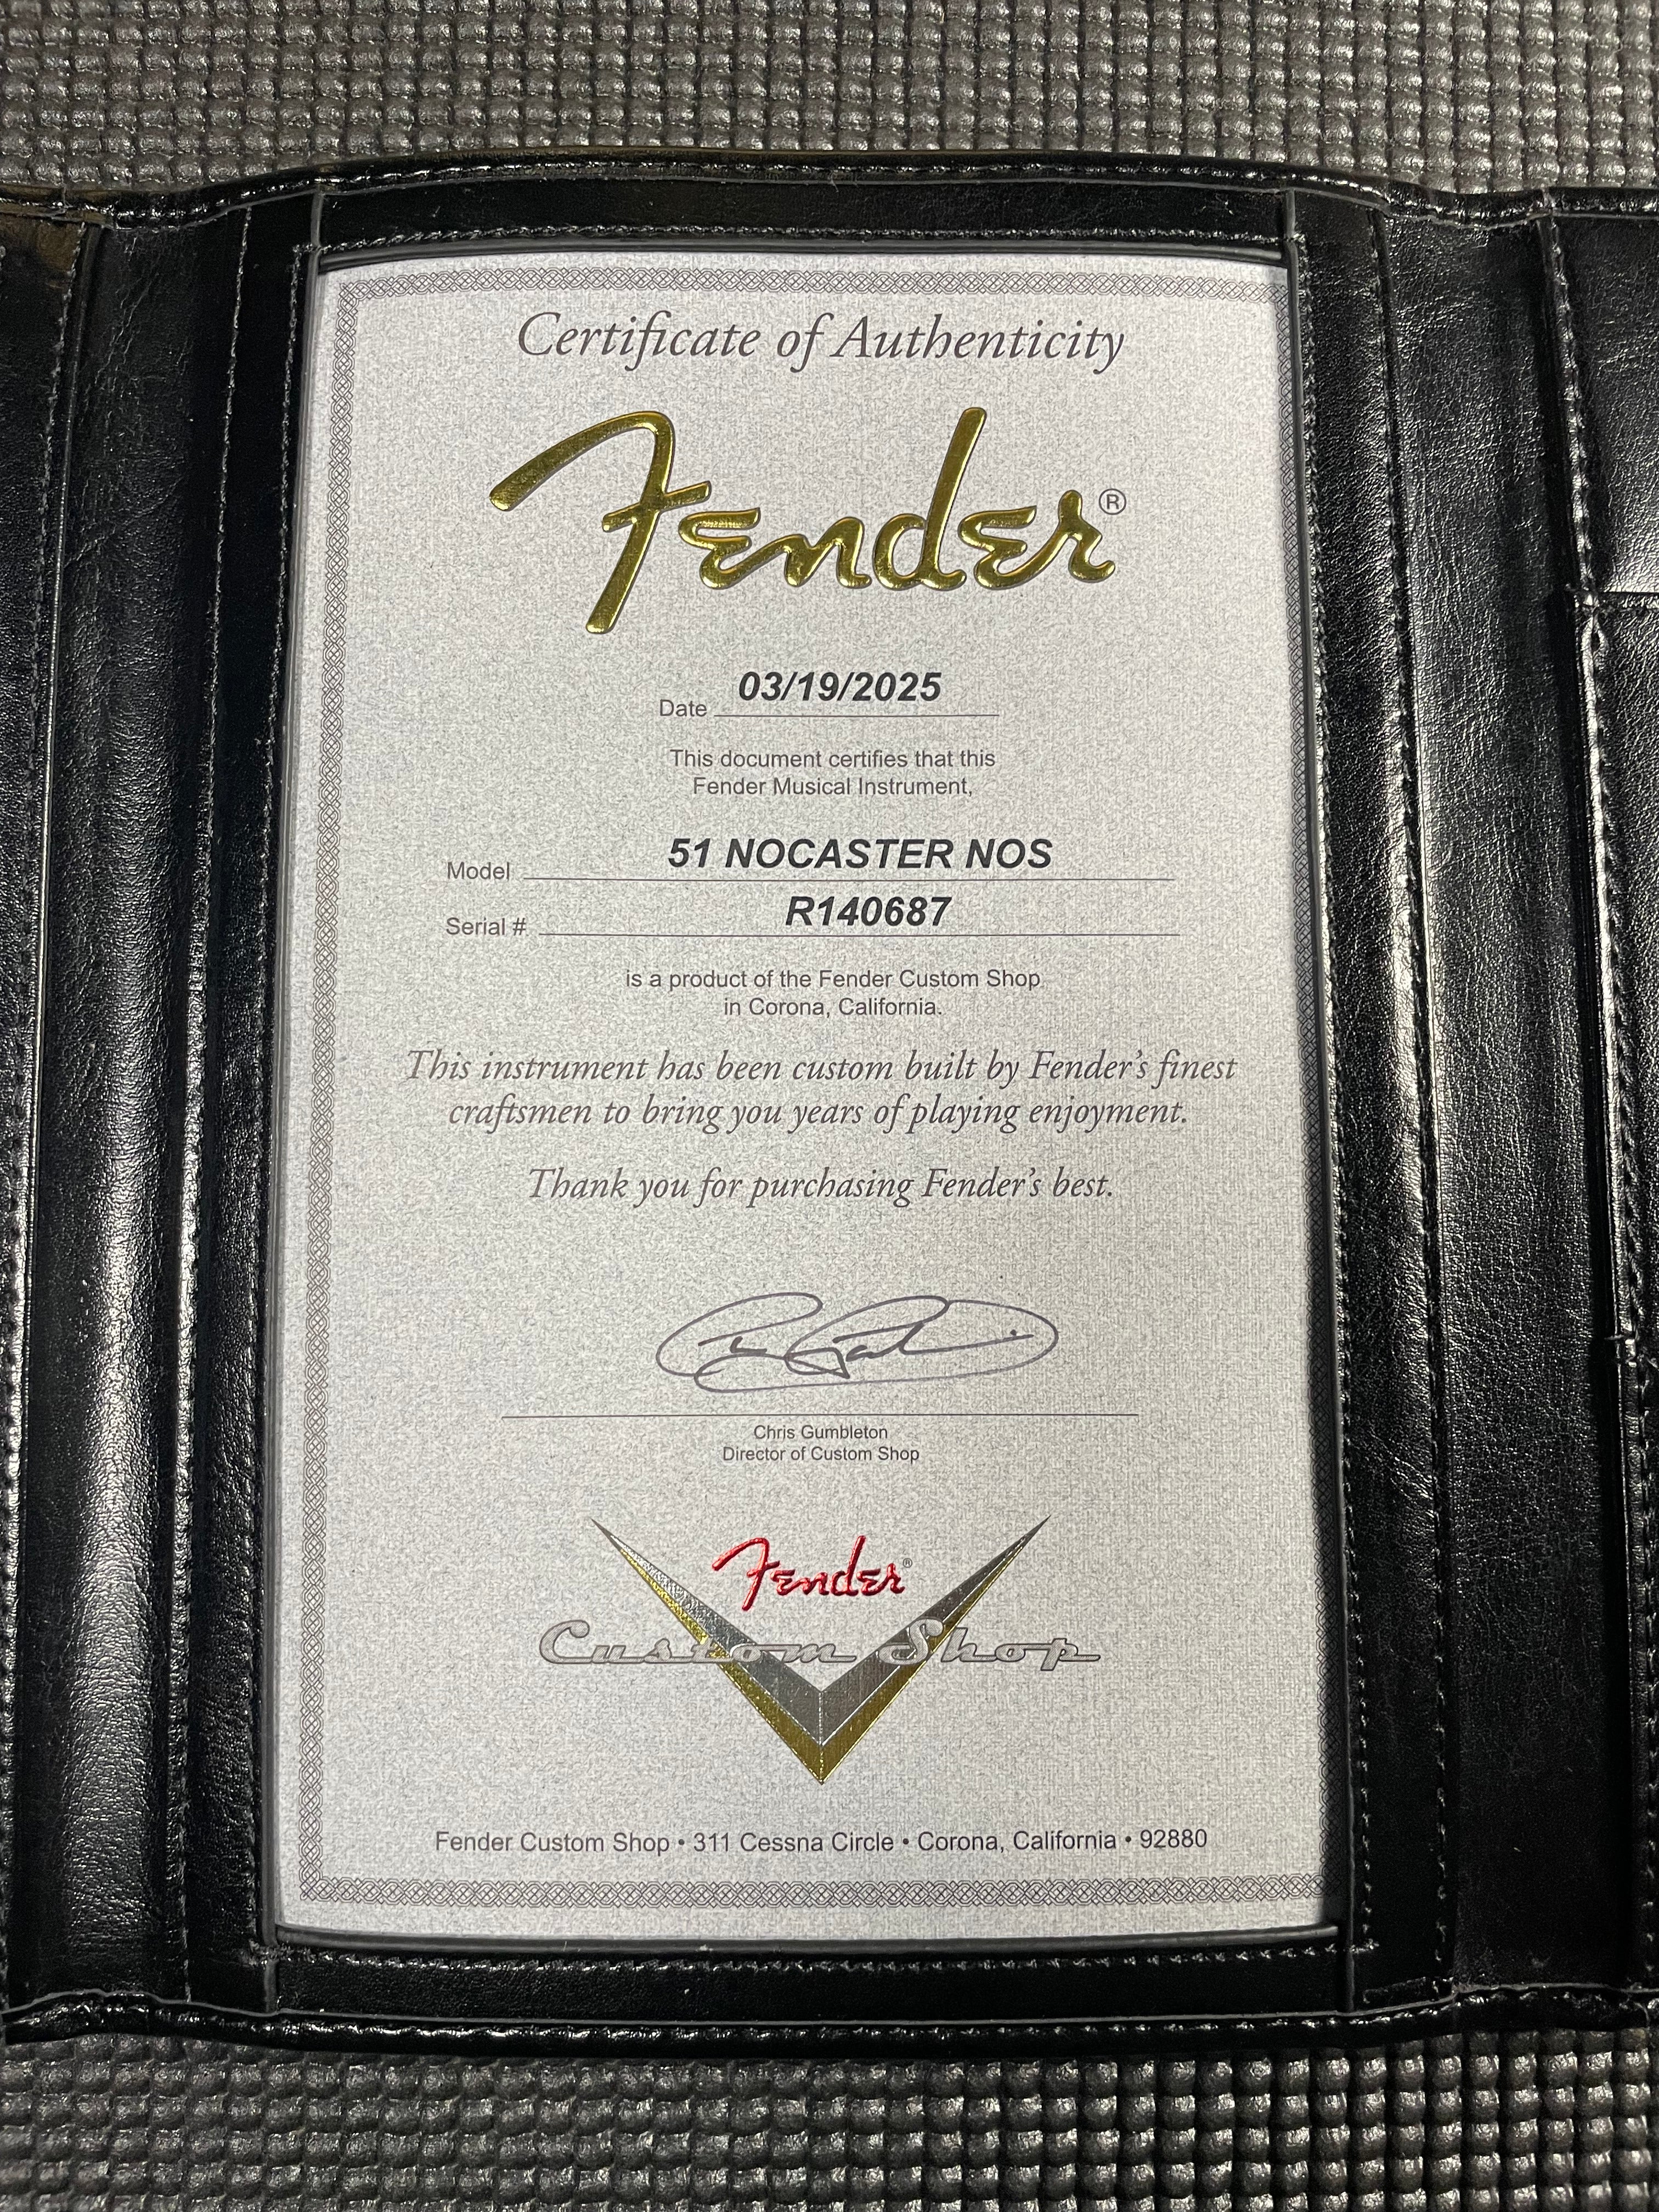 Certificate of Authenticity
Fender®
Date 03/19/2025
This document certifies that this
Fender Musical Instrument,
Model 51 NOCASTER NOS
Serial # R140687
is a product of the Fender Custom Shop
in Corona, California.
This instrument has been custom built by Fender's finest
craftsmen to bring you years of playing enjoyment.
Thank you for purchasing Fender's best.
Chris Gumbleton
Director of Custom Shop
Fender®
Custom Shop
Fender Custom Shop • 311 Cessna Circle • Corona, California • 92880